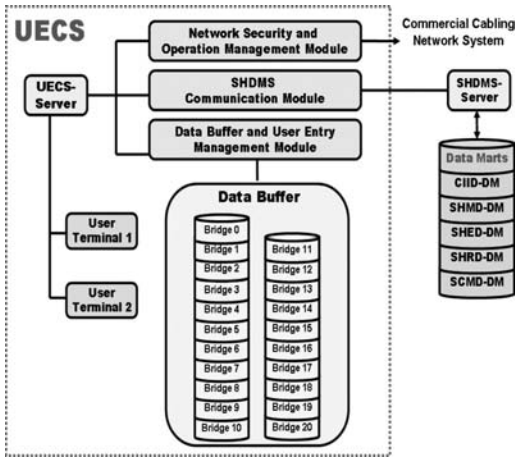 UECS
Network Security and
Operation Management Module
Commercial Cabling
Network System
UECS-
Server
SHDMS
Communication Module
SHDMS-
Server
Data Buffer and User Entry
Management Module
Data Marts
CIID-DM
SHMD-DM
SHED-DM
SHRD-DM
SCMD-DM
User
Terminal 1
User
Terminal 2
Data Buffer
Bridge 0
Bridge 1
Bridge 2
Bridge 3
Bridge 4
Bridge 5
Bridge 6
Bridge 7
Bridge 8
Bridge 9
Bridge 10
Bridge 11
Bridge 12
Bridge 13
Bridge 14
Bridge 15
Bridge 16
Bridge 17
Bridge 18
Bridge 19
Bridge 20